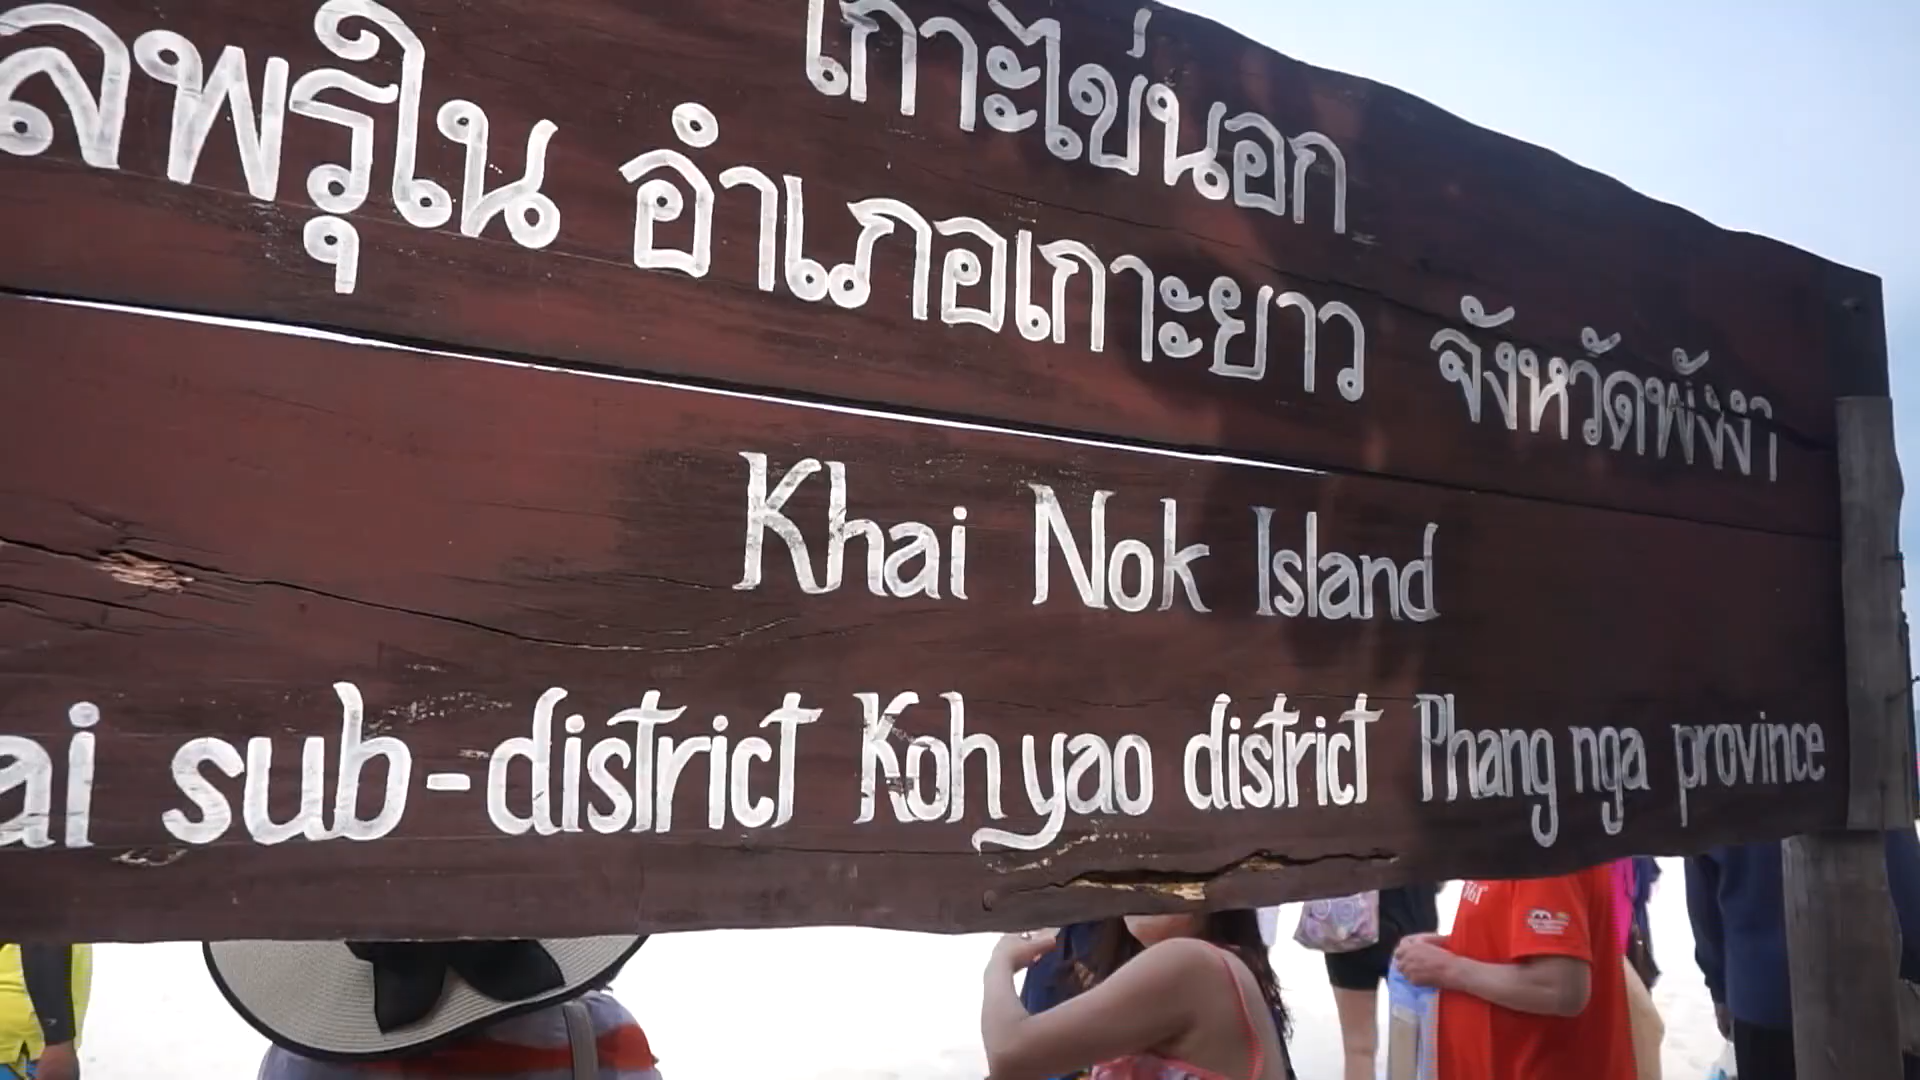 เกาะไข่นอก
ลพรุใน อำเภอเกาะยาว จังหวัดพังงา
Khai Nok Island
ai sub-district Koh yao district Phang nga province